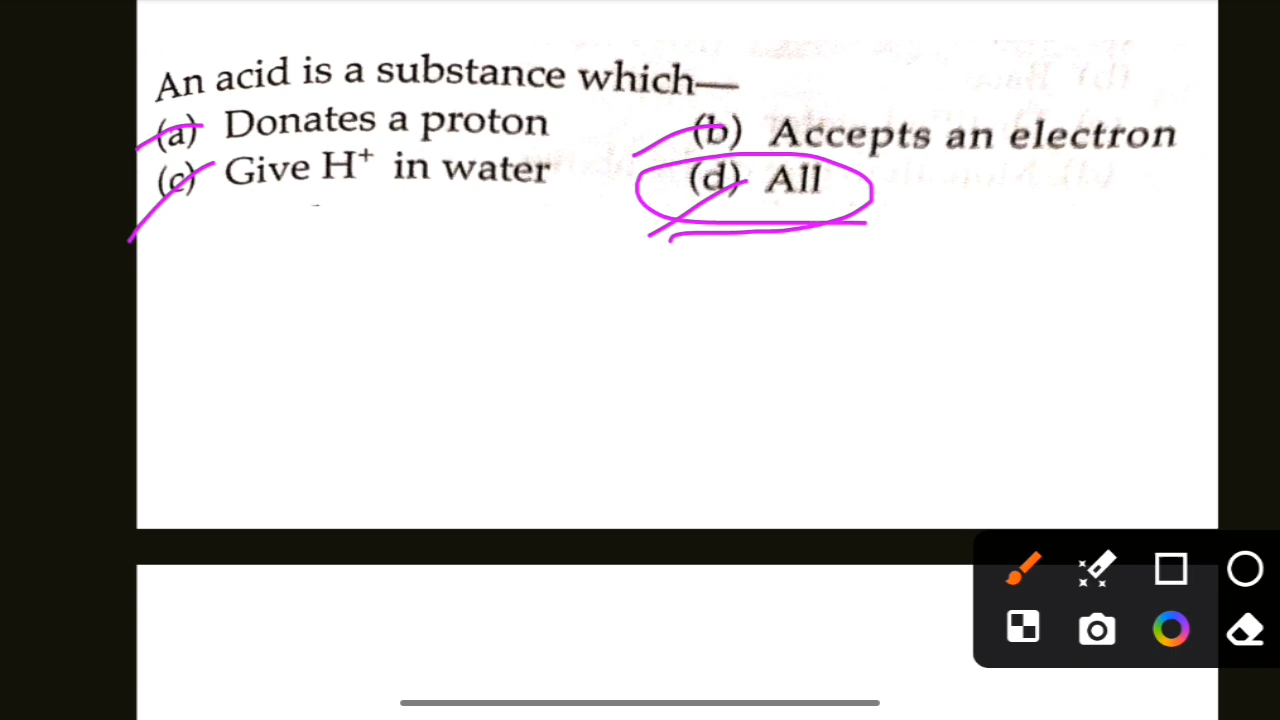 An acid is a substance which—
(a) Donates a proton (b) Accepts an electron
(c) Give H⁺ in water (d) All